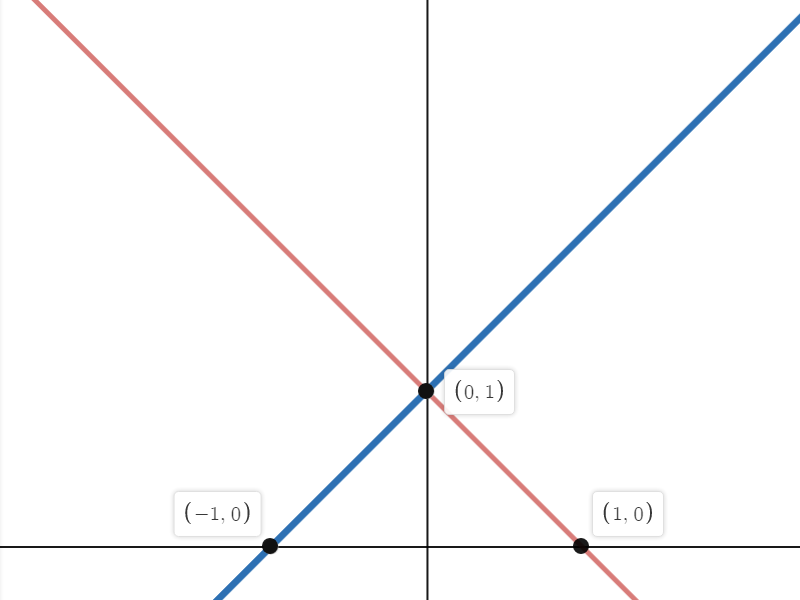 (0, 1)
(−1, 0)
(1, 0)